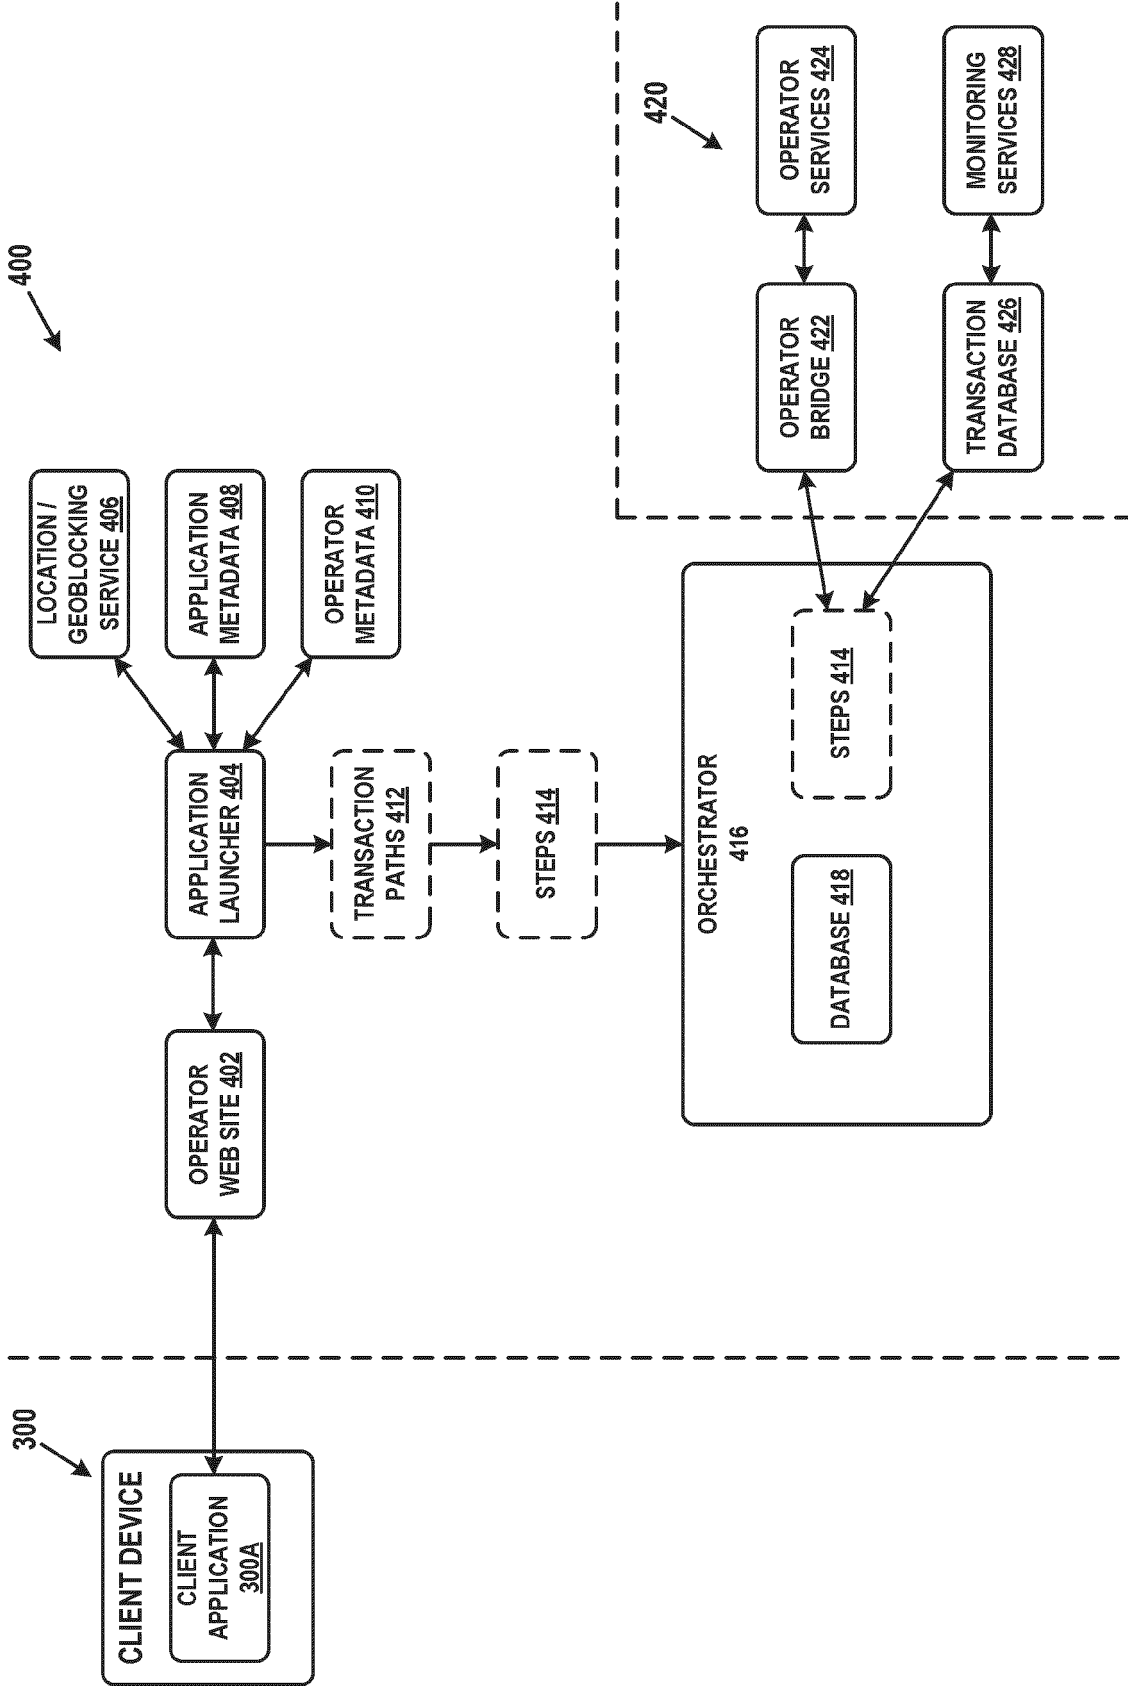 400
300
CLIENT DEVICE
CLIENT
APPLICATION
300A
OPERATOR
WEB SITE 402
APPLICATION
LAUNCHER 404
LOCATION /
GEOBLOCKING
SERVICE 406
APPLICATION
METADATA 408
OPERATOR
METADATA 410
TRANSACTION
PATHS 412
STEPS 414
ORCHESTRATOR
416
DATABASE 418
STEPS 414
420
OPERATOR
BRIDGE 422
OPERATOR
SERVICES 424
TRANSACTION
DATABASE 426
MONITORING
SERVICES 428